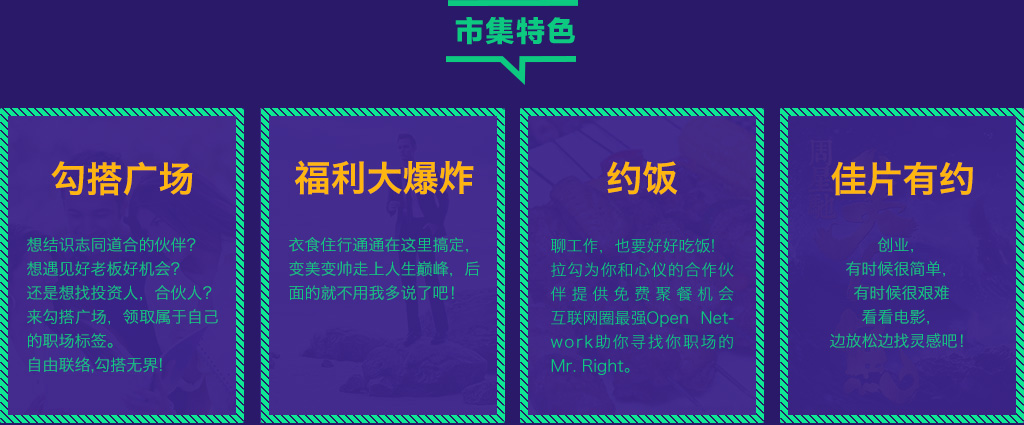 市集特色
勾搭广场
想结识志同道合的伙伴?
想遇见好老板好机会?
还是想找投资人，合伙人?
来勾搭广场，领取属于自己
的职场标签。
自由联络,勾搭无界!
福利大爆炸
衣食住行通通在这里搞定，
变美变帅走上人生巅峰，后
面的就不用我多说了吧!
约饭
聊工作，也要好好吃饭!
拉勾为你和心仪的合作伙
伴提供免费聚餐机会
互联网圈最强Open Net-
work助你寻找你职场的
Mr. Right。
佳片有约
创业，
有时候很简单，
有时候很艰难
看看电影，
边放松边找灵感吧!